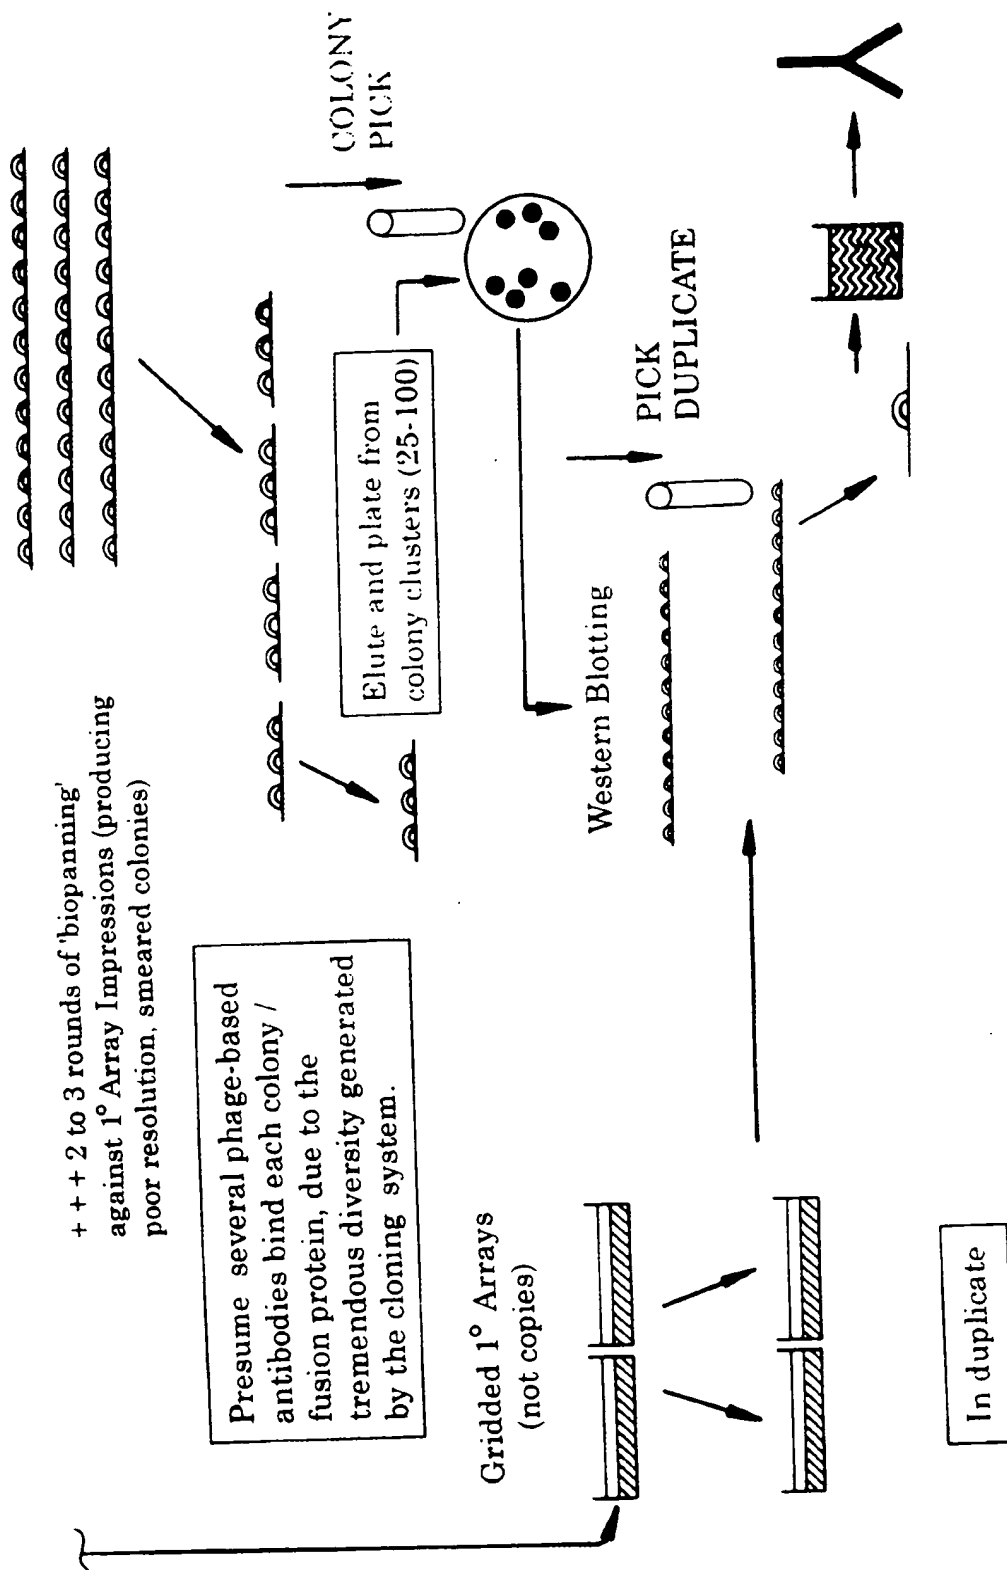 + + + 2 to 3 rounds of 'biopanning'
against 1° Array Impressions (producing
poor resolution, smeared colonies)
Presume several phage-based
antibodies bind each colony /
fusion protein, due to the
tremendous diversity generated
by the cloning system.
Elute and plate from
colony clusters (25-100)
COLONY
PICK
Gridded 1° Arrays
(not copies)
Western Blotting
PICK
DUPLICATE
In duplicate